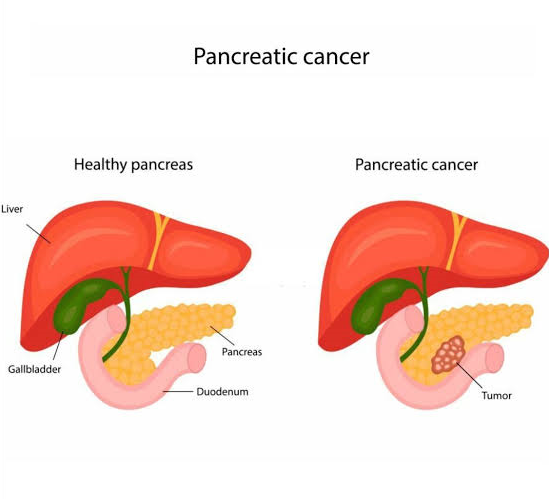 Pancreatic cancer
Healthy pancreas
Pancreatic cancer
Liver
Gallbladder
Pancreas
Duodenum
Tumor